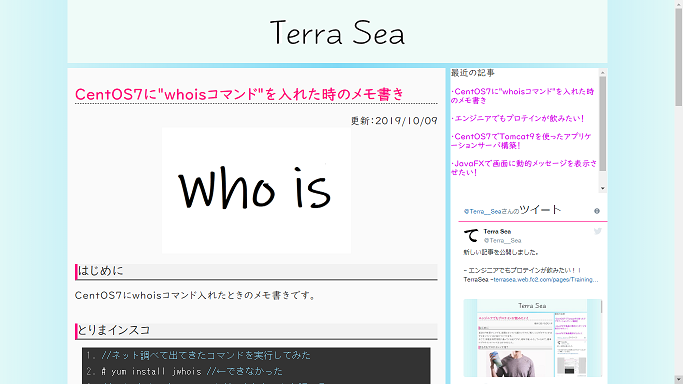 Terra Sea
CentOS7に"whoisコマンド"を入れた時のメモ書き
更新:2019/10/09
Who is
はじめに
CentOS7にwhoisコマンド入れたときのメモ書きです。
とりまインスコ
1. //ネット調べて出てきたコマンドを実行してみた
2. # yum install jwhois //←できなかった
最近の記事
・CentOS7に"whoisコマンド"を入れた時
のメモ書き
・エンジニアでもプロテインが飲みたい!
・CentOS7でTomcat9を使ったアプリケ
ーションサーバ構築!
・JavaFXで画面に動的メッセージを表示さ
せたい!
@Terra__Seaさんのツイート
て
Terra Sea
@Terra__Sea
新しい記事を公開しました。
- エンジニアでもプロテインが飲みたい! |
TerraSea -terrasea.web.fc2.com/pages/Training…
Terra Sea